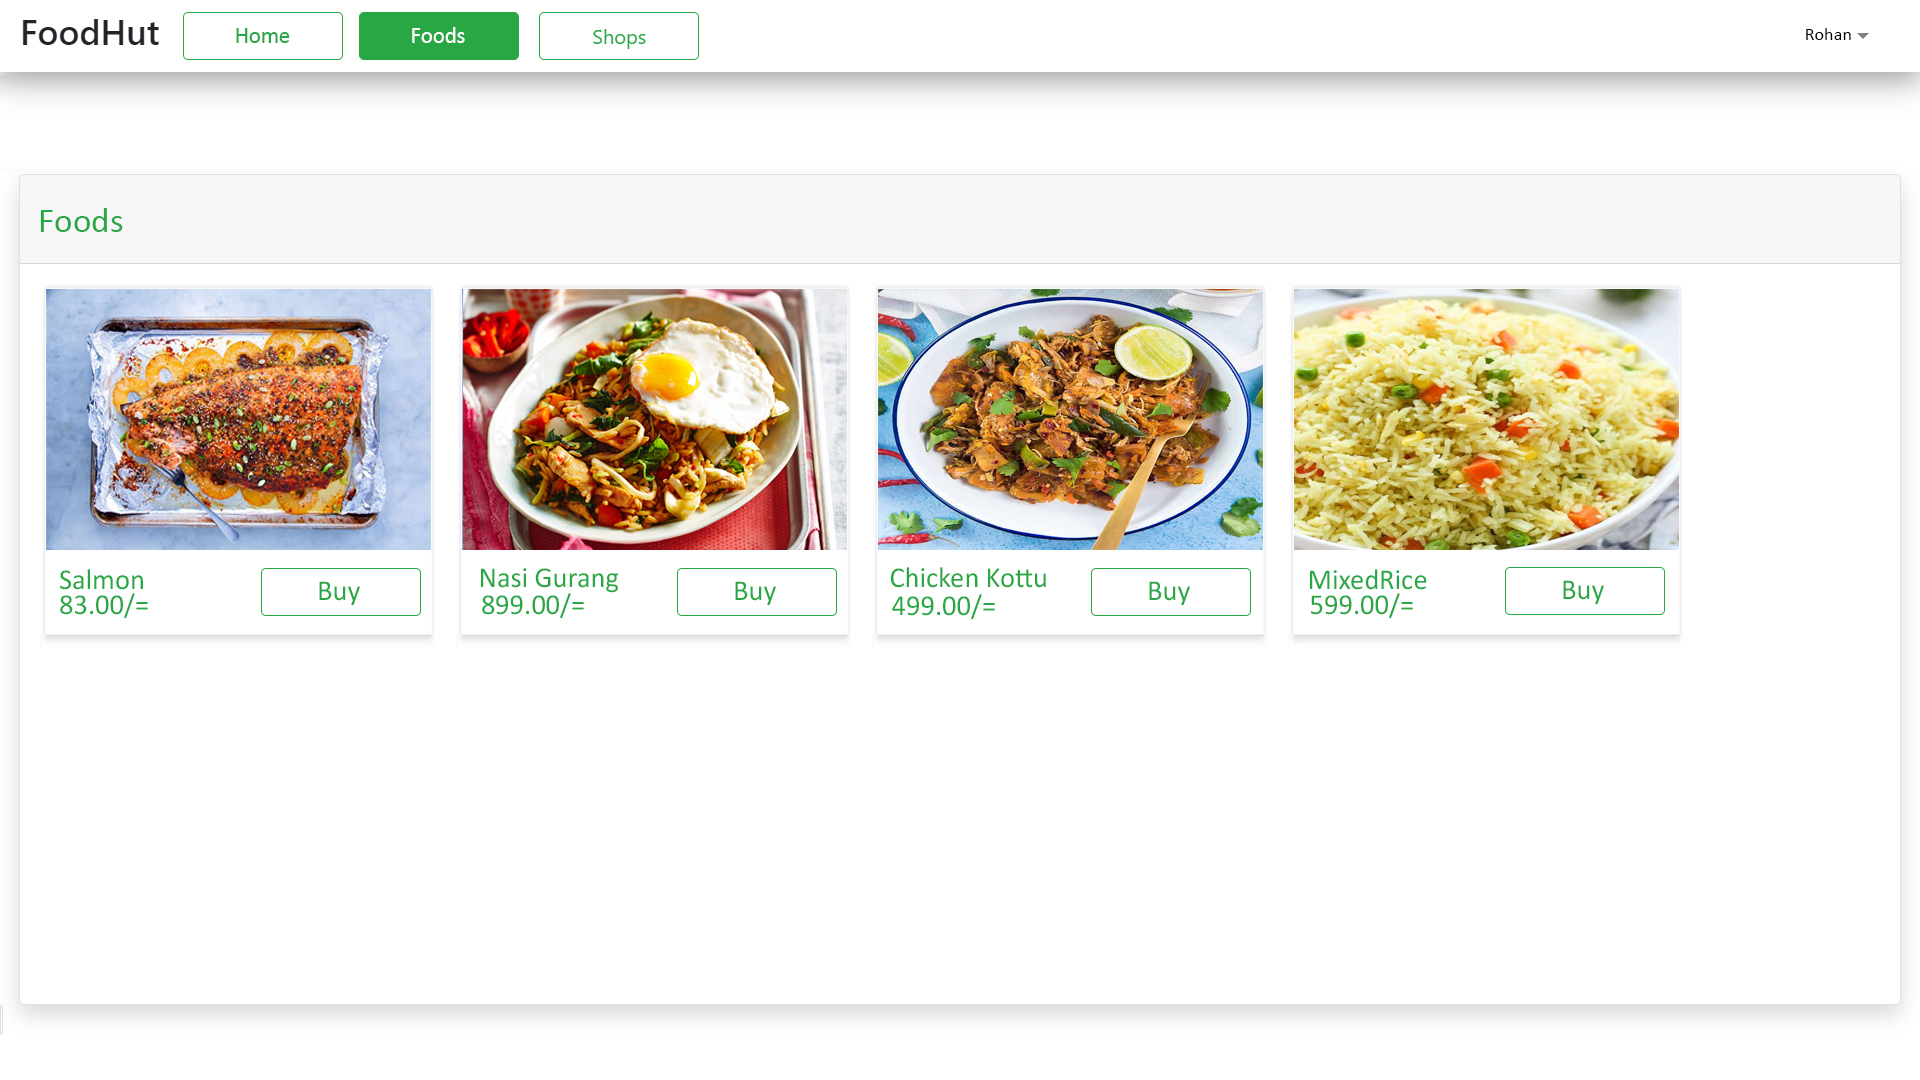 FoodHut Home Foods Shops Rohan
Foods
Salmon
83.00/=
Buy
Nasi Gurang
899.00/=
Buy
Chicken Kottu
499.00/=
Buy
MixedRice
599.00/=
Buy